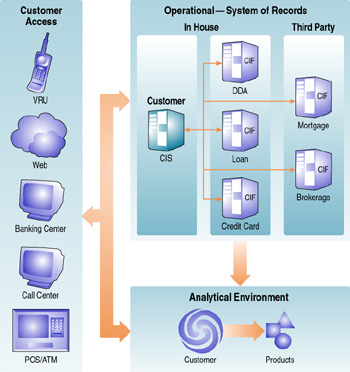 Customer
Access
VRU
Web
Banking Center
Call Center
POS/ATM
Operational—System of Records
In House
Third Party
Customer
CIS
CIF
DDA
CIF
Loan
CIF
Credit Card
CIF
Mortgage
CIF
Brokerago
Analytical Environment
Customer
Products